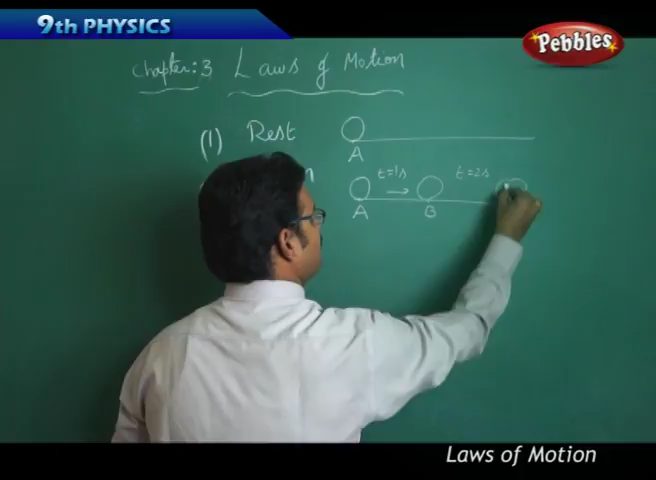 9th PHYSICS
Pebbles
Chapter: 3 Laws of Motion
(1) Rest
A
t=1s t=2s
A B
Laws of Motion